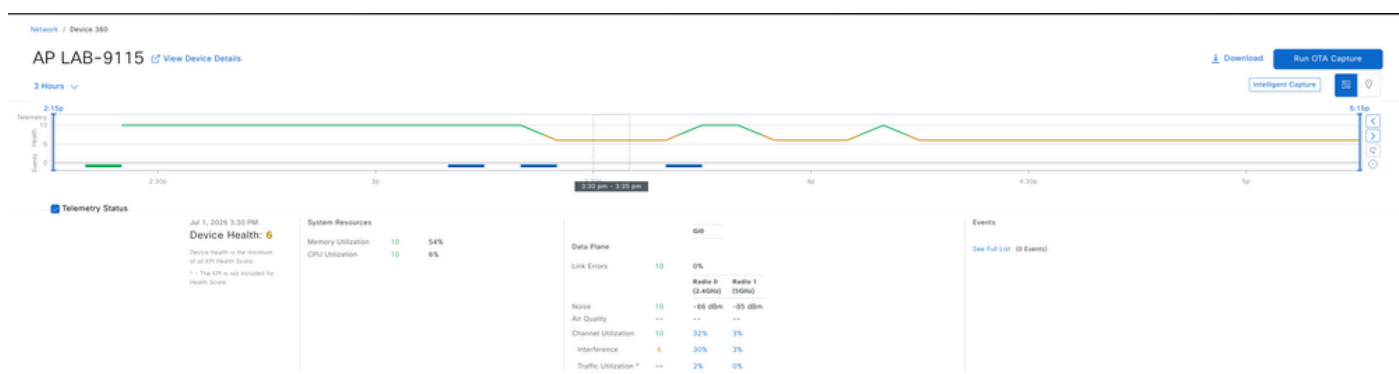 Network / Device 360
AP LAB-9115 View Device Details
Download Run OTA Capture
3 Hours
Intelligent Capture
2:15p 5:15p
Telemetry
Health
Events
10
5
0
2:30p 3p 4p 4:30p 5p
3:30 pm - 3:35 pm
Telemetry Status
Jul 1, 2026 3:30 PM
Device Health: 6
Device Health is the minimum
of all KPI Health Score.
* - The KPI is not included for
Health Score
System Resources
Memory Utilization 10 54%
CPU Utilization 10 6%
Gi0
Data Plane
Link Errors 10 0%
Radio 0 (2.4GHz) Radio 1 (5GHz)
Noise 10 -86 dBm -85 dBm
Air Quality -- -- --
Channel Utilization 10 32% 3%
Interference 6 30% 3%
Traffic Utilization * -- 2% 0%
Events
See Full List (0 Events)